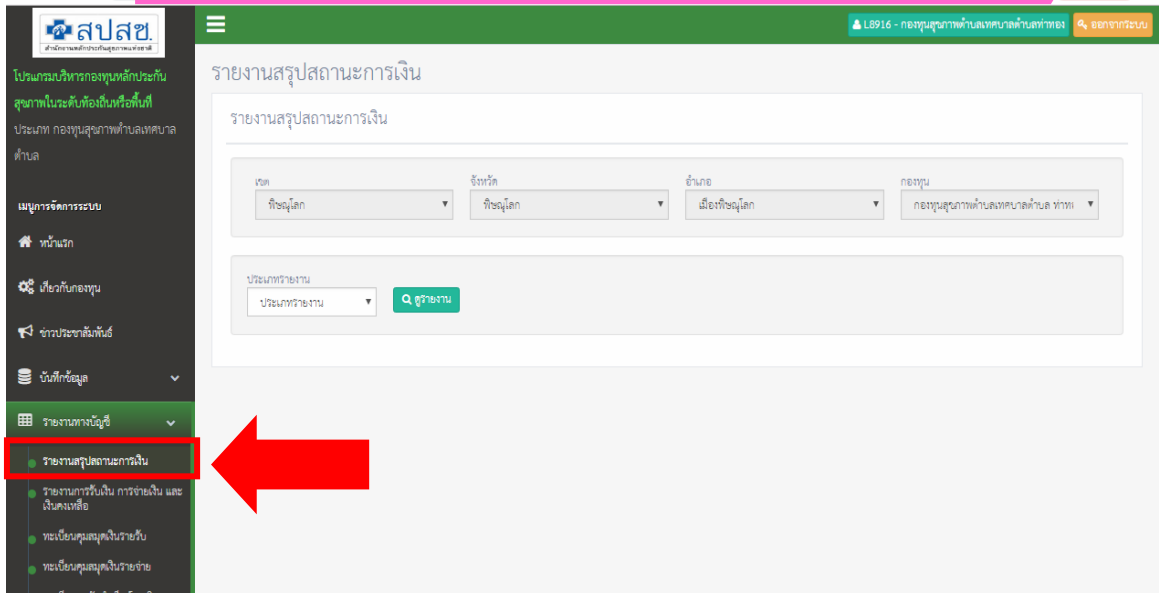 สปสช.
สำนักงานหลักประกันสุขภาพแห่งชาติ
L8916 - กองทุนสุขภาพตำบลเทศบาลตำบลท่าทอง
ออกจากระบบ
โปรแกรมบริหารกองทุนหลักประกัน
สุขภาพในระดับท้องถิ่นหรือพื้นที่
ประเภท กองทุนสุขภาพตำบลเทศบาล
ตำบล
เมนูการจัดการระบบ
หน้าแรก
เกี่ยวกับกองทุน
ข่าวประชาสัมพันธ์
บันทึกข้อมูล
รายงานทางบัญชี
รายงานสรุปสถานะการเงิน
รายงานการรับเงิน การจ่ายเงิน และ
เงินคงเหลือ
ทะเบียนคุมสมุดเงินรายรับ
ทะเบียนคุมสมุดเงินรายจ่าย
รายงานสรุปสถานะการเงิน
รายงานสรุปสถานะการเงิน
เขต จังหวัด อำเภอ กองทุน
พิษณุโลก พิษณุโลก เมืองพิษณุโลก กองทุนสุขภาพตำบลเทศบาลตำบล ท่าท
ประเภทรายงาน
ประเภทรายงาน ดูรายงาน